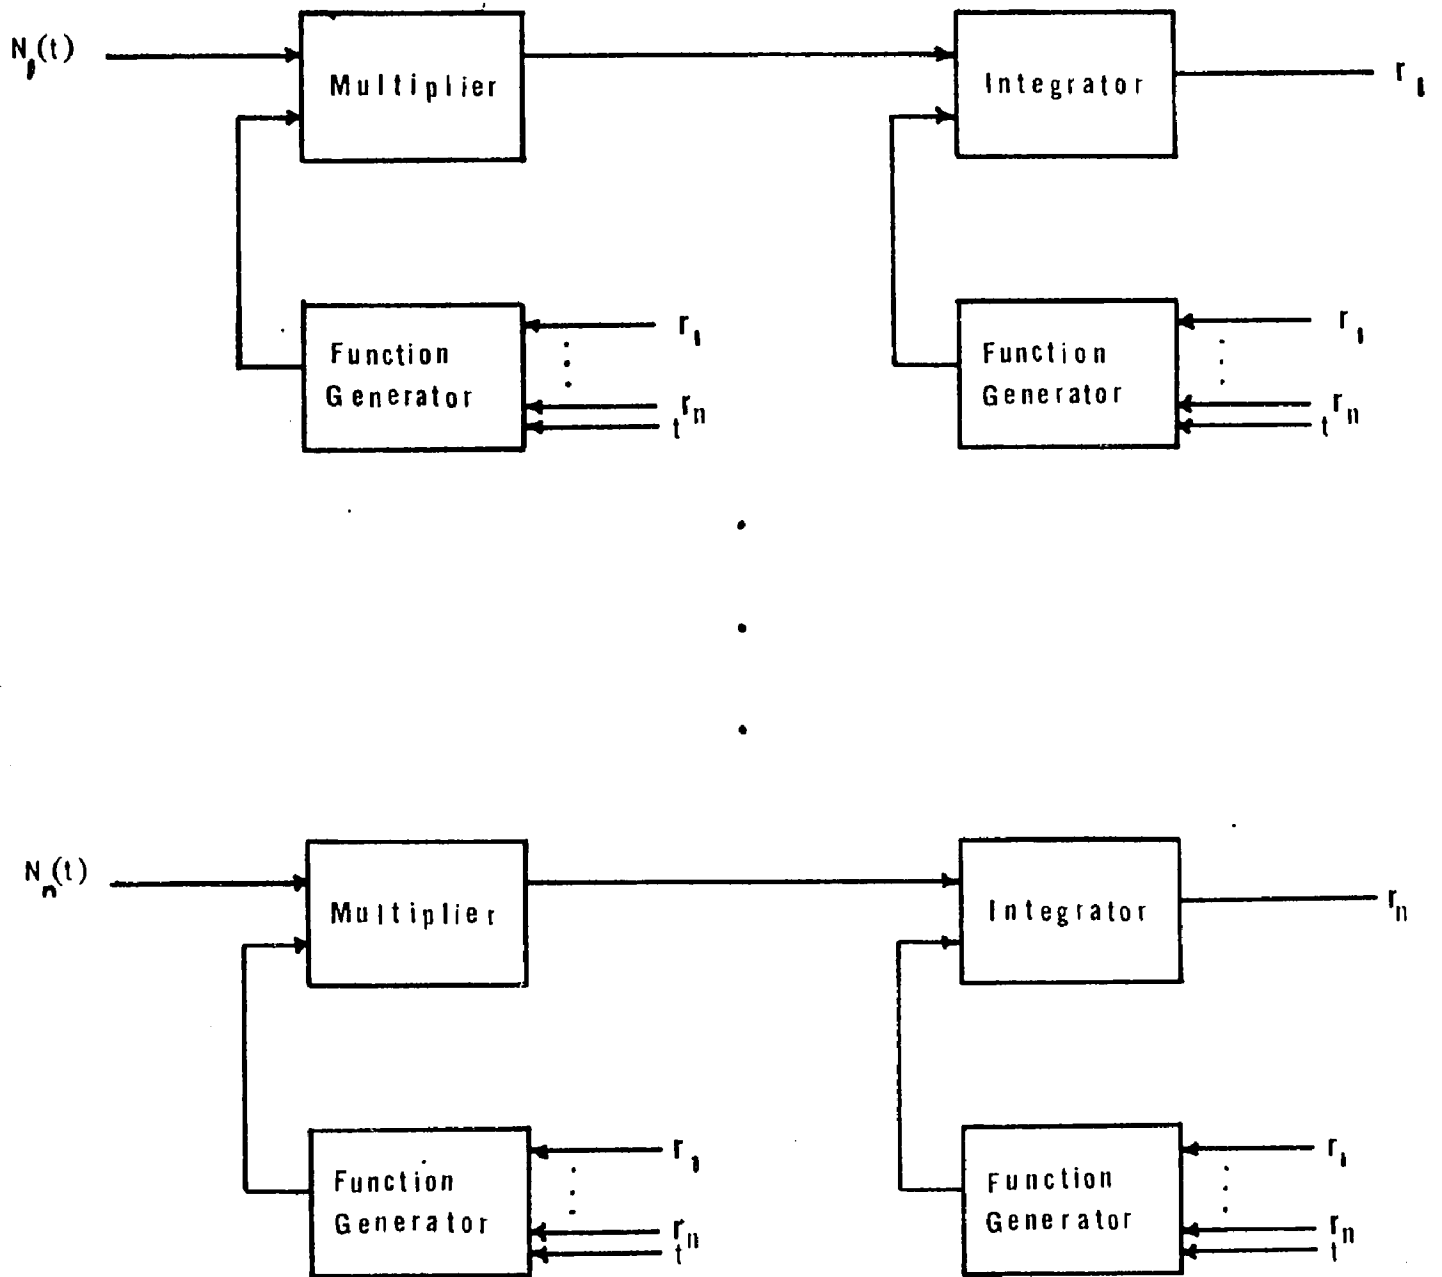 N₁(t)
Multiplier
Integrator
r₁
Function
Generator
r₁
rₙ
t
Function
Generator
r₁
rₙ
t
Nₙ(t)
Multiplier
Integrator
rₙ
Function
Generator
r₁
rₙ
t
Function
Generator
r₁
rₙ
t